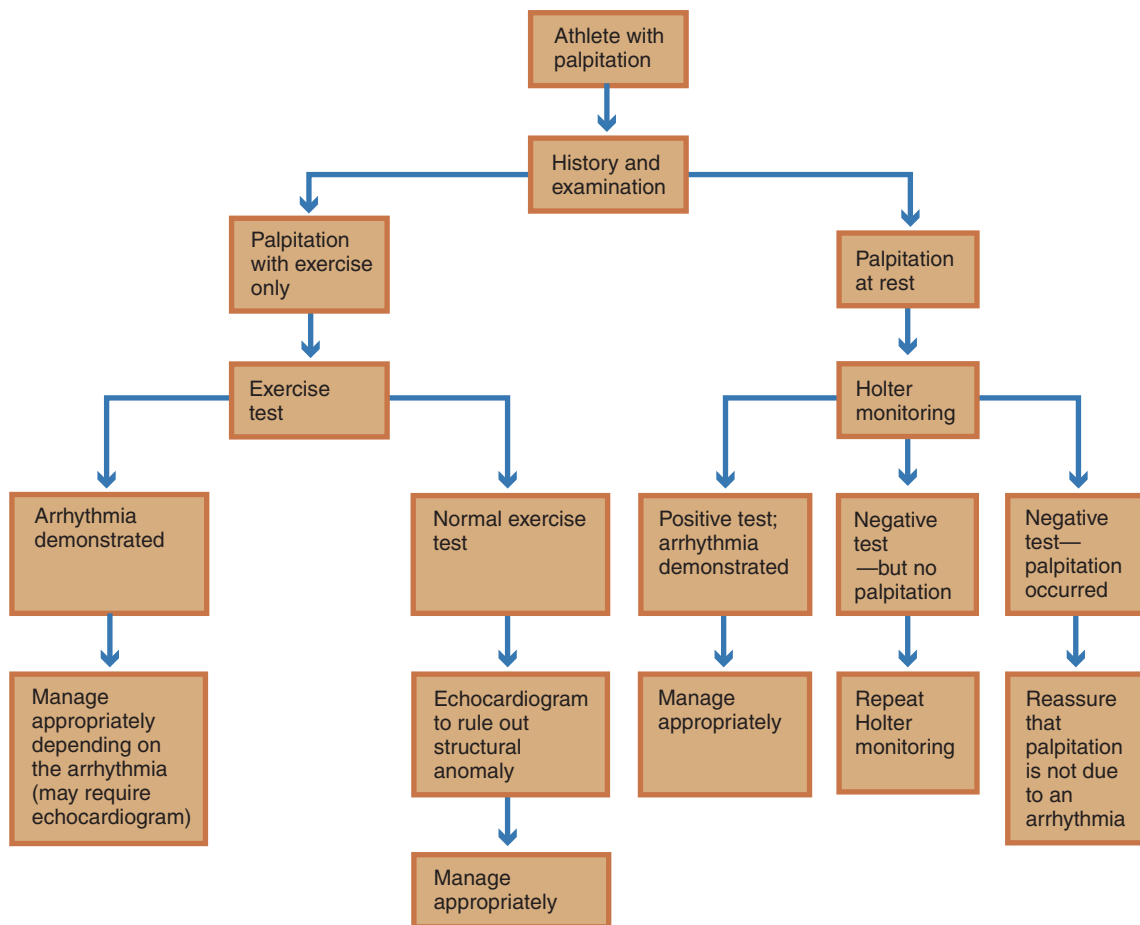 Athlete with
palpitation
History and
examination
Palpitation
with exercise
only
Palpitation
at rest
Exercise
test
Holter
monitoring
Arrhythmia
demonstrated
Normal exercise
test
Positive test;
arrhythmia
demonstrated
Negative
test
—but no
palpitation
Negative
test—
palpitation
occurred
Manage
appropriately
depending on
the arrhythmia
(may require
echocardiogram)
Echocardiogram
to rule out
structural
anomaly
Manage
appropriately
Repeat
Holter
monitoring
Reassure
that
palpitation
is not due
to an
arrhythmia
Manage
appropriately